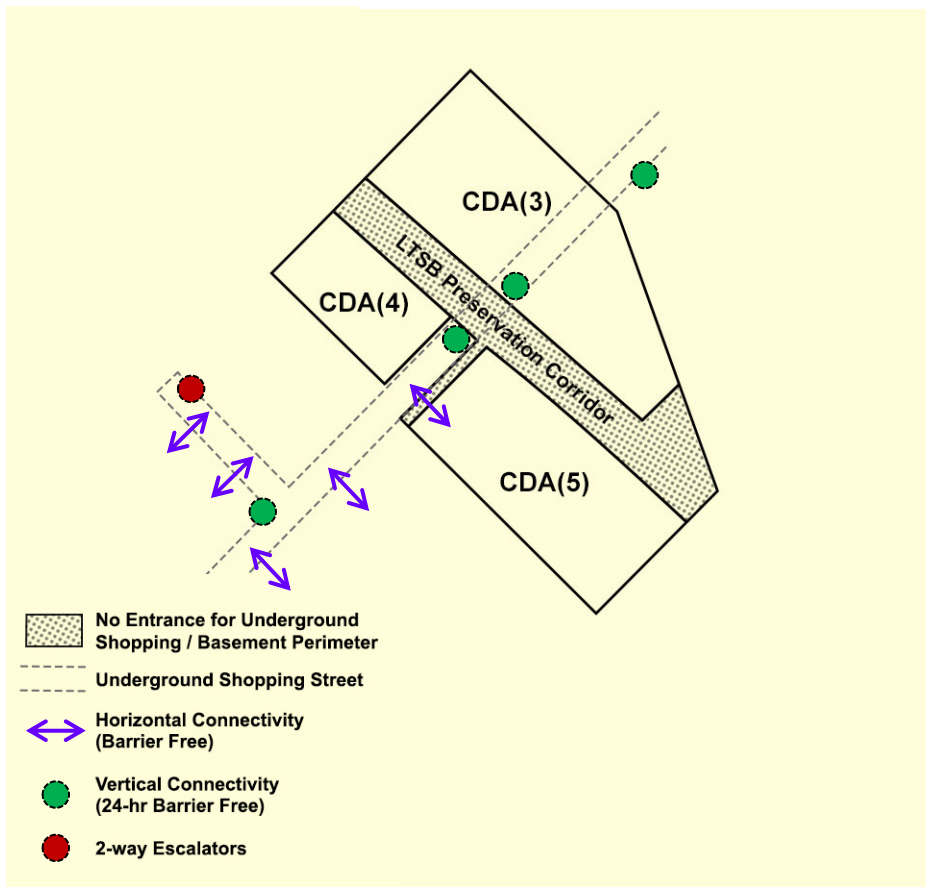 CDA(3)
LTSB Preservation Corridor
CDA(4)
CDA(5)
No Entrance for Underground
Shopping / Basement Perimeter
Underground Shopping Street
Horizontal Connectivity
(Barrier Free)
Vertical Connectivity
(24-hr Barrier Free)
2-way Escalators